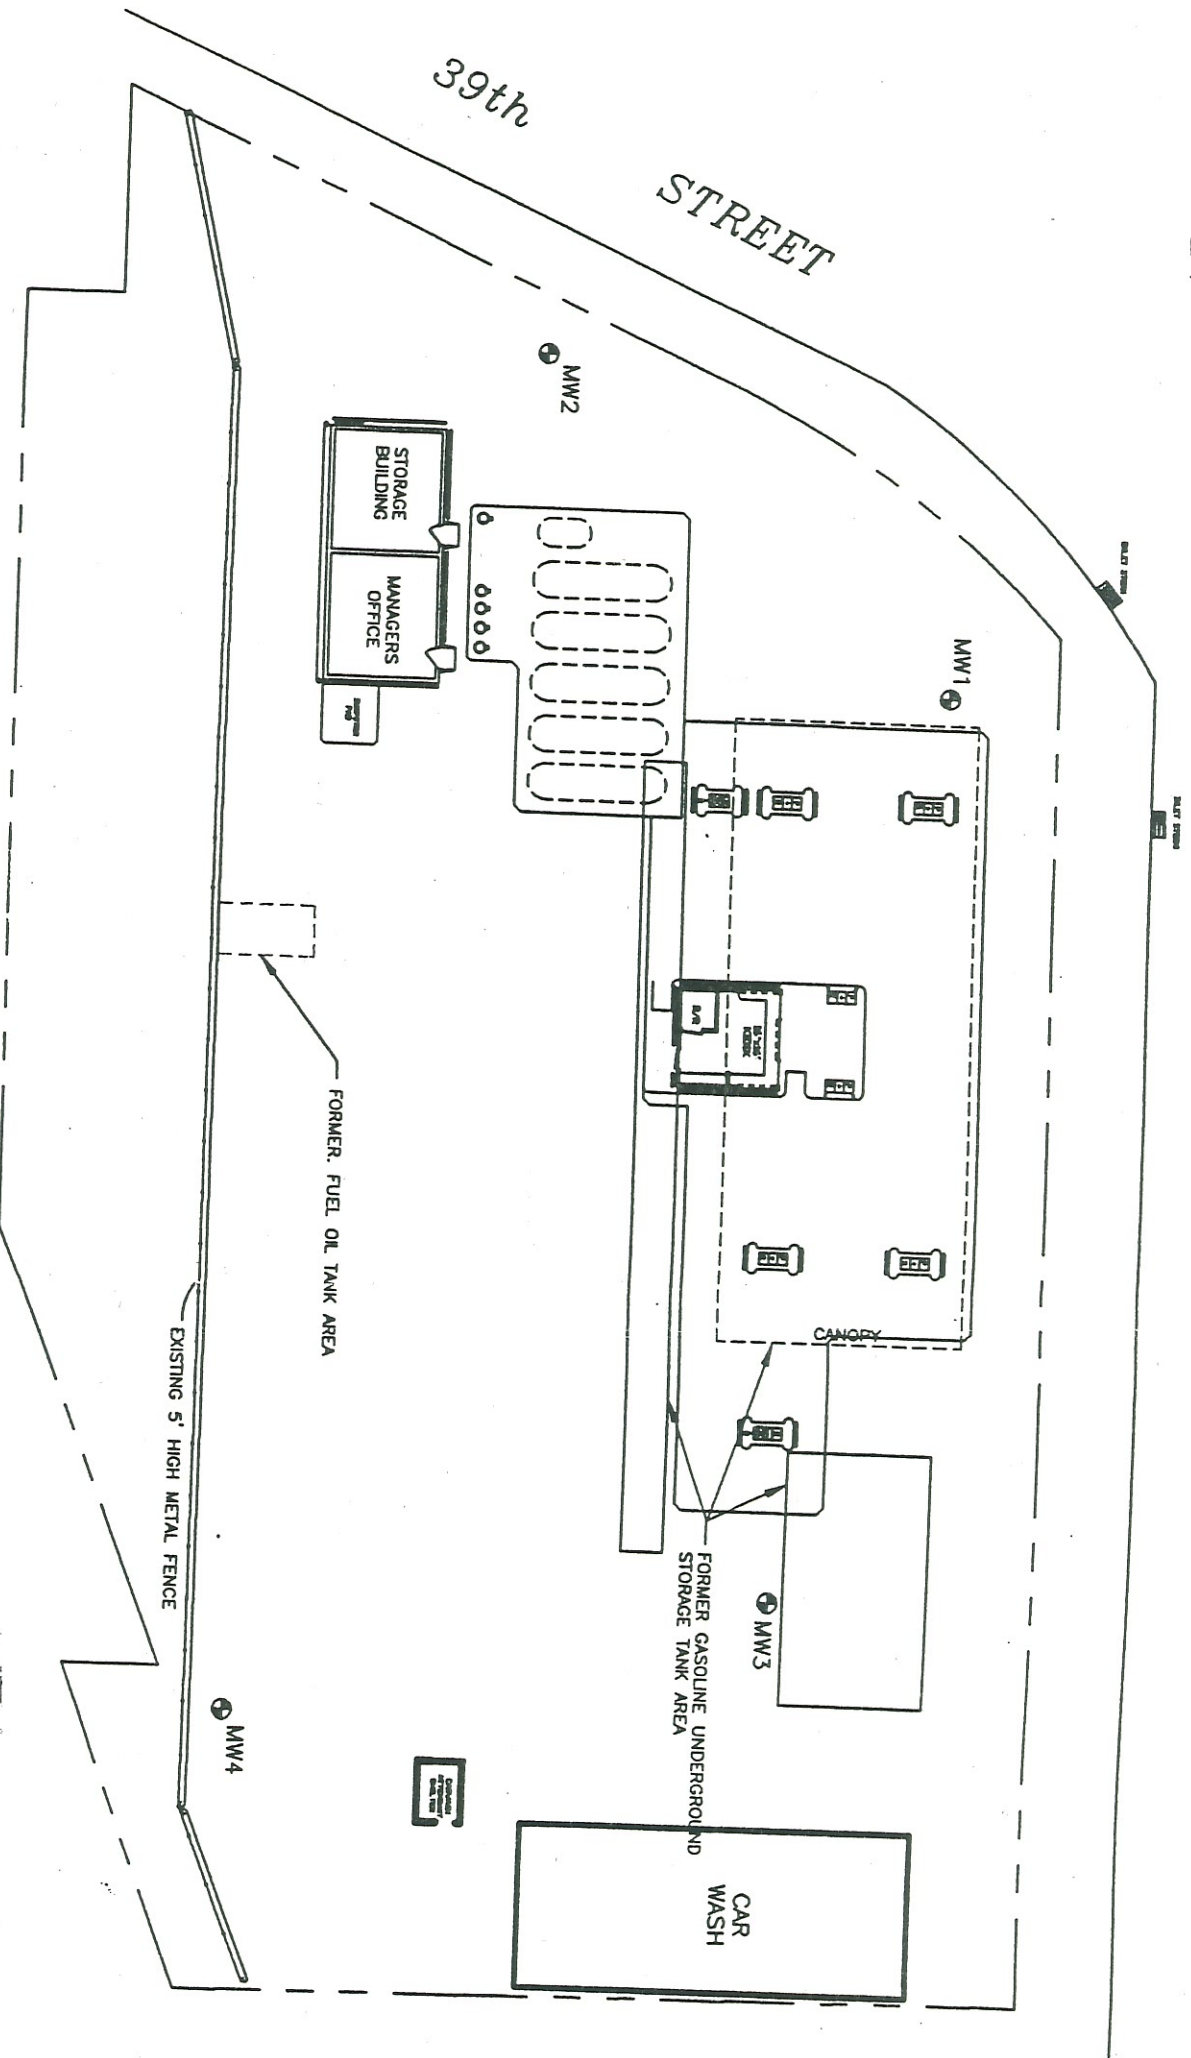 39th
STREET
MW2
STORAGE
BUILDING
MANAGERS
OFFICE
MW1
CANOPY
FORMER. FUEL OIL TANK AREA
EXISTING 5' HIGH METAL FENCE
FORMER GASOLINE UNDERGROUND
STORAGE TANK AREA
MW3
MW4
CAR
WASH